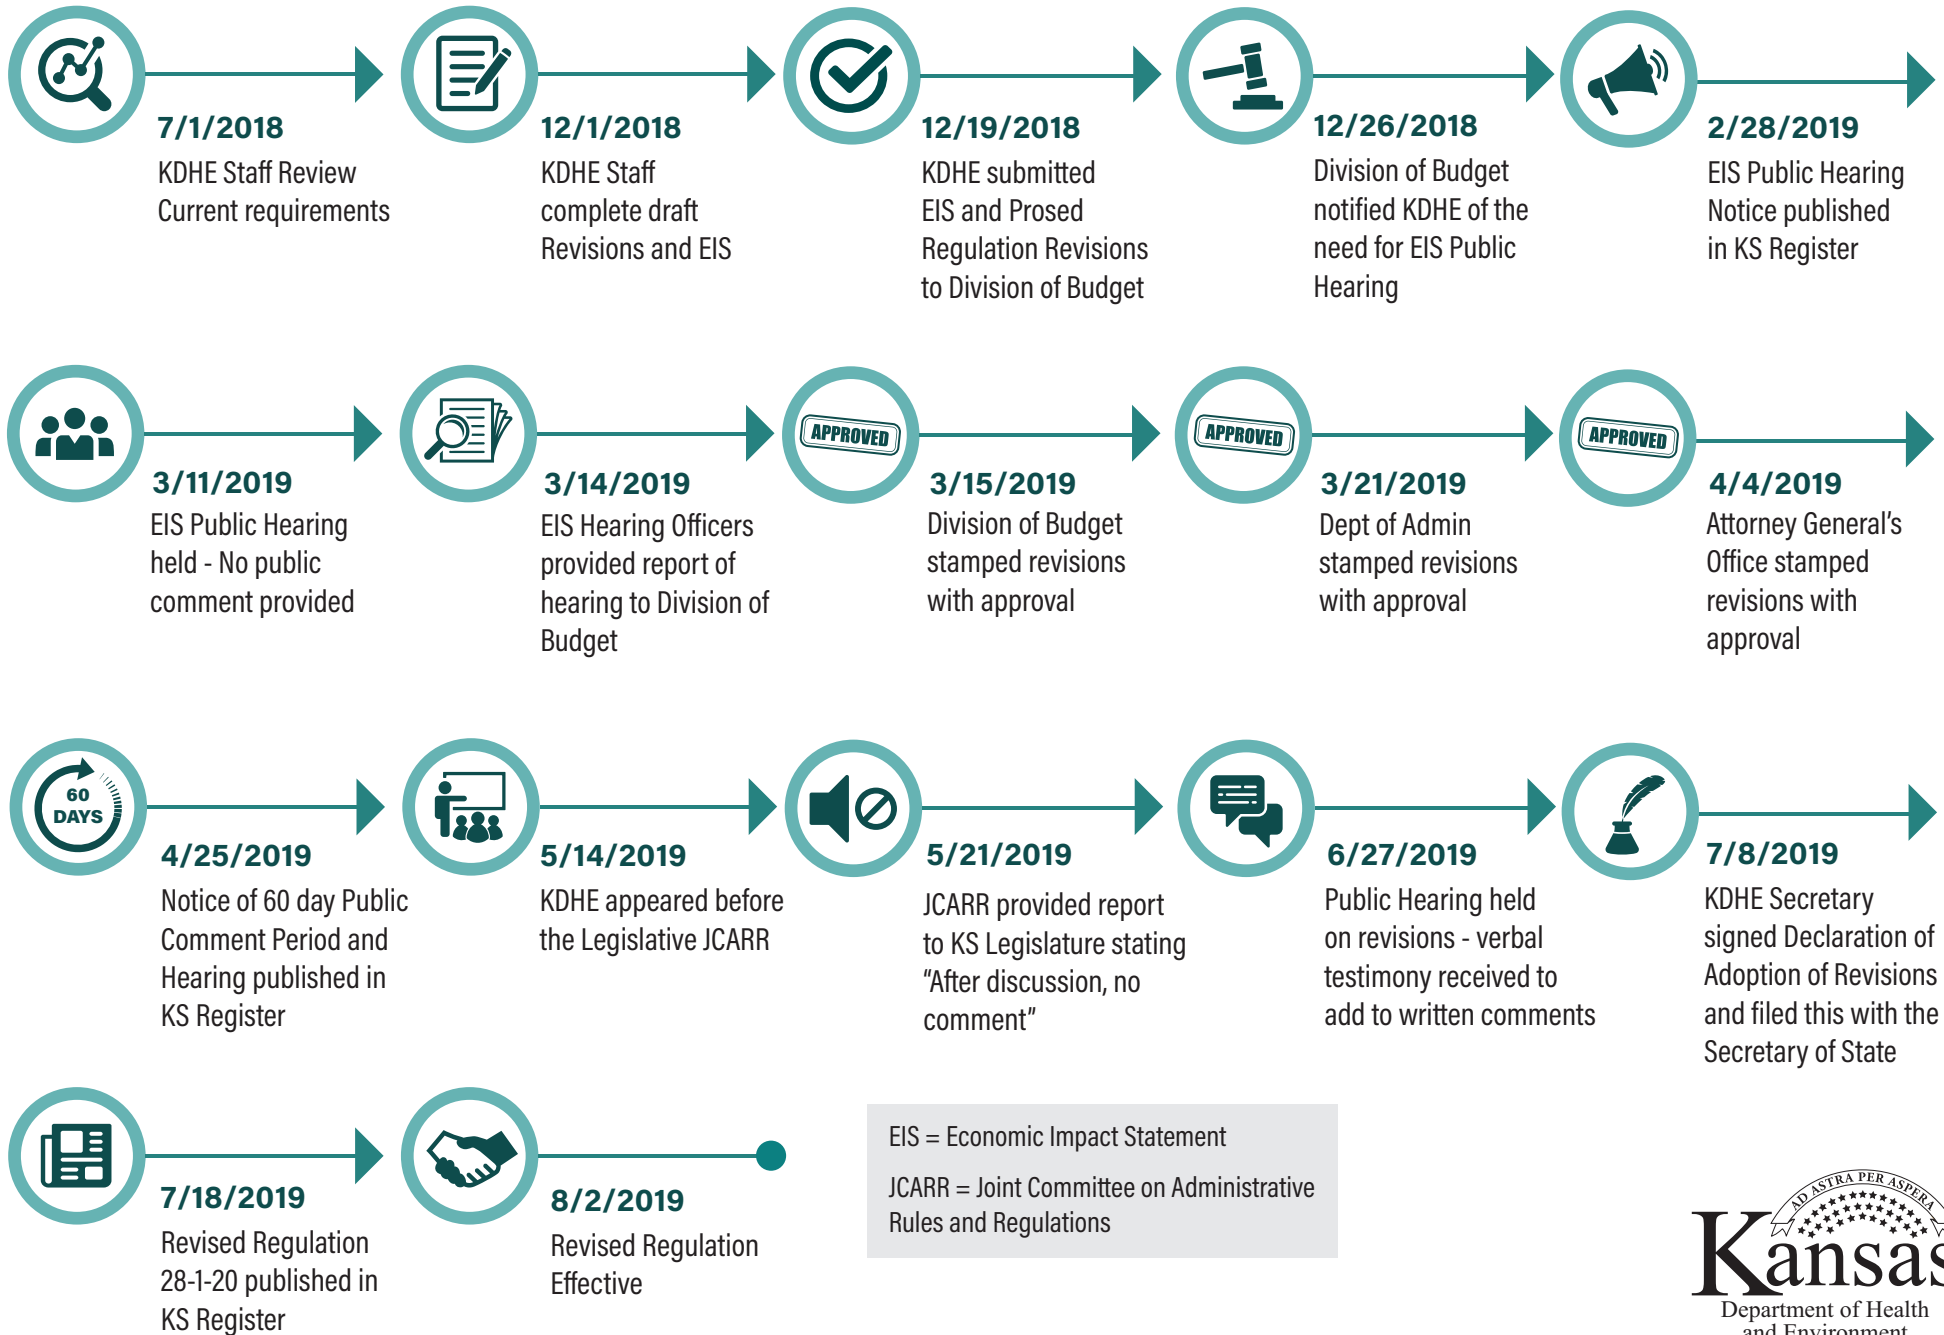 7/1/2018
KDHE Staff Review
Current requirements
12/1/2018
KDHE Staff
complete draft
Revisions and EIS
12/19/2018
KDHE submitted
EIS and Prosed
Regulation Revisions
to Division of Budget
12/26/2018
Division of Budget
notified KDHE of the
need for EIS Public
Hearing
2/28/2019
EIS Public Hearing
Notice published
in KS Register
3/11/2019
EIS Public Hearing
held - No public
comment provided
3/14/2019
EIS Hearing Officers
provided report of
hearing to Division of
Budget
APPROVED
3/15/2019
Division of Budget
stamped revisions
with approval
APPROVED
3/21/2019
Dept of Admin
stamped revisions
with approval
APPROVED
4/4/2019
Attorney General's
Office stamped
revisions with
approval
60
DAYS
4/25/2019
Notice of 60 day Public
Comment Period and
Hearing published in
KS Register
5/14/2019
KDHE appeared before
the Legislative JCARR
5/21/2019
JCARR provided report
to KS Legislature stating
"After discussion, no
comment"
6/27/2019
Public Hearing held
on revisions - verbal
testimony received to
add to written comments
7/8/2019
KDHE Secretary
signed Declaration of
Adoption of Revisions
and filed this with the
Secretary of State
7/18/2019
Revised Regulation
28-1-20 published in
KS Register
8/2/2019
Revised Regulation
Effective
EIS = Economic Impact Statement
JCARR = Joint Committee on Administrative
Rules and Regulations
AD ASTRA PER ASPERA
Kansas
Department of Health
and Environment